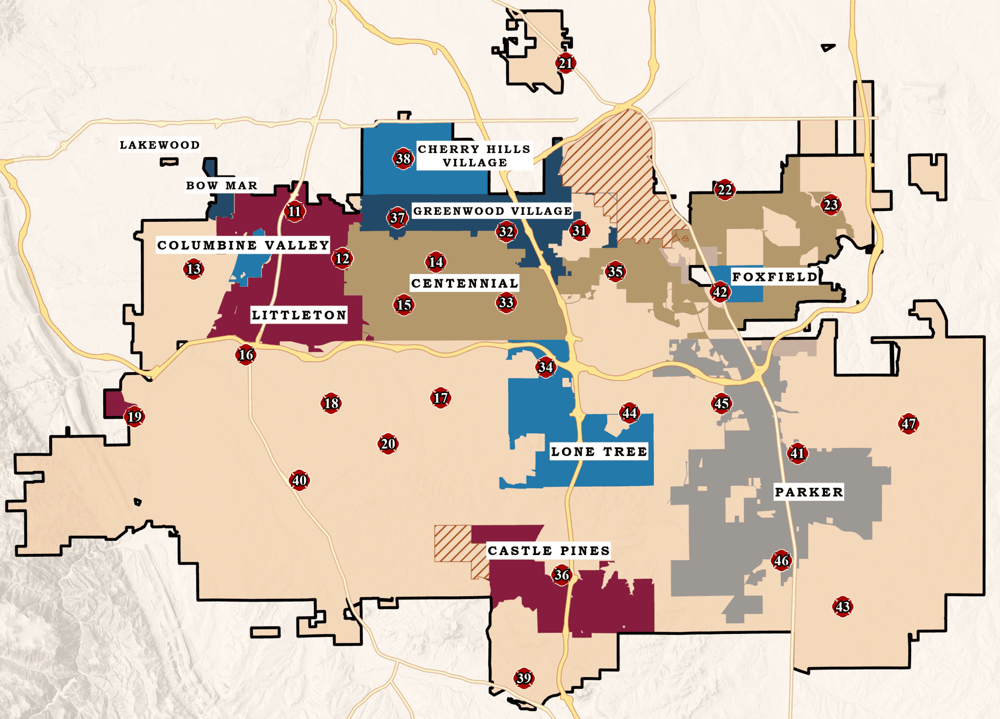 21
LAKEWOOD
CHERRY HILLS
VILLAGE
38
BOW MAR
22
23
11
37
GREENWOOD VILLAGE
32
31
COLUMBINE VALLEY
12
14
13
35
CENTENNIAL
FOXFIELD
42
15
33
LITTLETON
16
34
18
17
44
45
19
47
20
LONE TREE
41
40
PARKER
CASTLE PINES
46
36
43
39